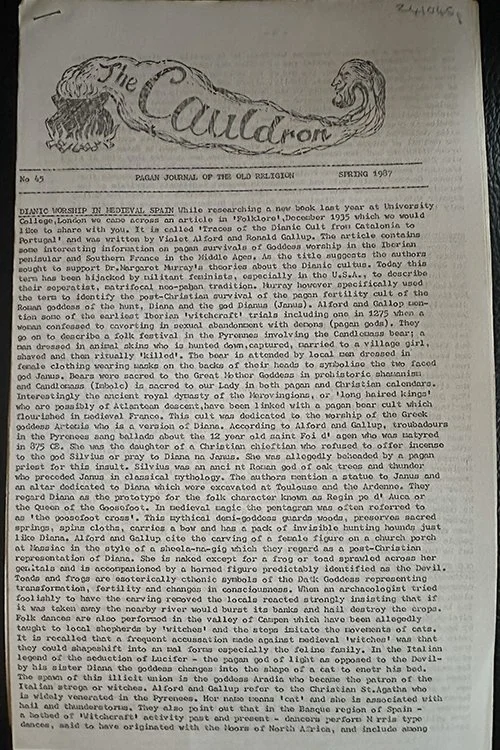 The
Cauldron
No 45 PAGAN JOURNAL OF THE OLD RELIGION SPRING 1987
DIANIC WORSHIP IN MEDIEVAL SPAIN While researching a new book last year at University
College,London we came across an article in 'Folklore',December 1935 which we would
like to share with you. It is called 'Traces of the Dianic Cult from Catalonia to
Portugal' and was written by Violet Alford and Ronald Gallup. The article contains
some interesting information on pagan survivals of Goddess worship in the Iberian
penisular and Southern France in the Middle Ages. As the title suggests the authors
sought to support Dr.Margaret Murray's theories about the Dianic cultus. Today this
term has been hijacked by militant feminists, especially in the U.S.A., to describe
their seperatist, matrifocal neo-pagan tradition. Murray however specifically used
the term to identify the post-Christian survival of the pagan fertility cult of the
Roman goddess of the hunt, Diana and the god Dianus (Janus). Alford and Gallup men-
tion some of the earliest Iberian 'witchcraft' trials including one in 1275 when a
woman confessed to cavorting in sexual abandonment with demons (pagan gods). They
go on to describe a folk festival in the Pyrenees involving the Candlemass bear; a
man dressed in animal skins who is hunted down,captured, married to a village girl,
shaved and then ritually 'killed'. The bear is attended by local men dressed in
female clothing wearing masks on the backs of their heads to symbolise the two faced
god Janus. Bears were sacred to the Great Mother Goddess in prehistoric shamanism
and Candlemass (Imbolc) is sacred to our Lady in both pagan and Christian calendars.
Interestingly the ancient royal dynasty of the Merovingions, or 'long haired kings'
who are possibly of Atlantean descent,have been linked with a pagan bear cult which
flourished in medieval France. This cult was dedicated to the worship of the Greek
goddess Artemis who is a version of Diana. According to Alford and Gallup, troubadours
in the Pyrenees sang ballads about the 12 year old saint Foi d' agen who was matyred
in 875 CE. She was the daughter of a Christian chieftian who refused to offer incense
to the god Silvius or pray to Diana na Janus. She was allegedly beheaded by a pagan
priest for this insult. Silvius was an anci nt Roman god of oak trees and thunder
who preceded Janus in classical mythology. The authors mention a statue to Janus and
an altar dedicated to Diana which were excavated at Toulouse and the Ardenne. They
regard Diana as the prototype for the folk character known as Regin pe d' Auca or
the Queen of the Goosefoot. In medieval magic the pentagram was often referred to
as 'the goosefoot cross'. This mythical demi-goddess guards woods, preserves sacred
springs, spins cloths, carries a bow and has a pack of invisible hunting hounds just
like Diana. Alford and Gallup cite the carving of a female figure on a church porch
at Massiac in the style of a sheela-na-gig which they regard as a post-Christian
representation of Diana. She is naked except for a frog or toad sprawled across her
genitals and is accompanied by a horned figure predictably identified as the Devil.
Toads and frogs are esoterically cthonic symbols of the Dark Goddess representing
transformation, fertility and changes in consciousness. When an archaeologist tried
foolishly to have the carving removed the locals reacted strongly insisting that if
it was taken away the nearby river would burst its banks and hail destroy the crops.
Folk dances are also performed in the valley of Campen which have been allegedly
taught to local shepherds by 'witches' and the steps imitate the movements of cats.
It is recalled that a frequent accussation made against medieval 'witches' was that
they could shapeshift into an mal forms especially the feline family. In the Italian
legend of the seduction of Lucifer - the pagan god of light as opposed to the Devil-
by his sister Diana the goddess changes into the shape of a cat to enetr his bed.
The spawn of this illicit union is the goddess Aradia who became the patron of the
Italian strega or witches. Alford and Gallup refer to the Christian St.Agatha who
is widely venerated in the Pyrenees. Her name means 'cat' and she is associated with
hail and thunderstorms. They also point out that in the Basque region of Spain -
a hotbed of 'Witchcraft' activity past and present - dancers perform M rris type
dances, said to have originated with the Moors of North Africa, and include among